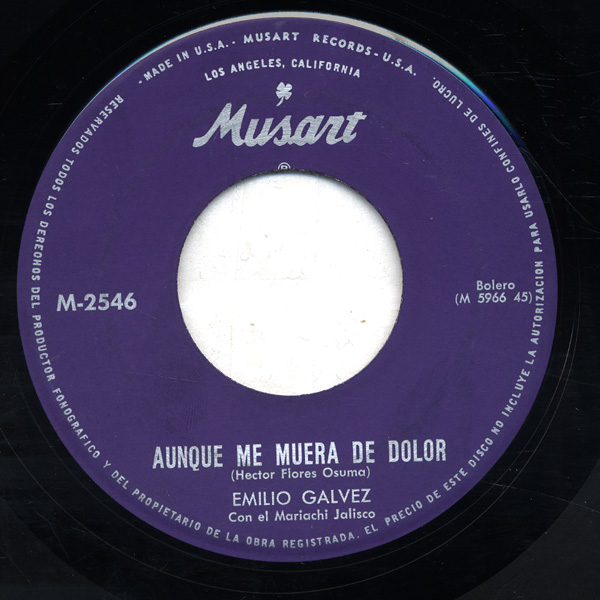 - MADE IN U.S.A. - MUSART RECORDS - U.S.A.
LOS ANGELES, CALIFORNIA
Musart
®
M-2546
Bolero
(M 5966 45)
AUNQUE ME MUERA DE DOLOR
(Hector Flores Osuma)
EMILIO GALVEZ
Con el Mariachi Jalisco
RESERVADOS TODOS LOS DERECHOS DEL PRODUCTOR FONOGRAFICO Y DEL PROPIETARIO DE LA OBRA REGISTRADA. EL PRECIO DE ESTE DISCO NO INCLUYE LA AUTORIZACION PARA USARLO CONFINES DE LUCRO.